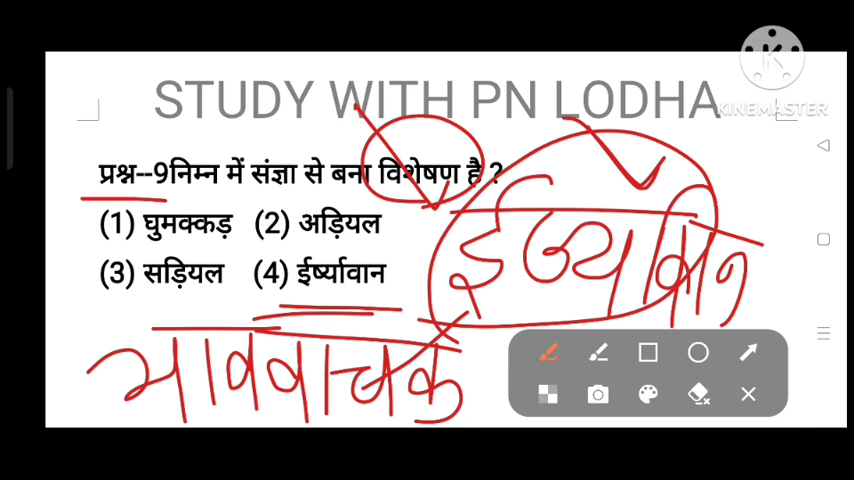 STUDY WITH PN LODHA
KINEMASTER
प्रश्न--9निम्न में संज्ञा से बना विशेषण है ?
(1) घुमक्कड़ (2) अड़ियल
(3) सड़ियल (4) ईर्ष्यावान
भाववाचक